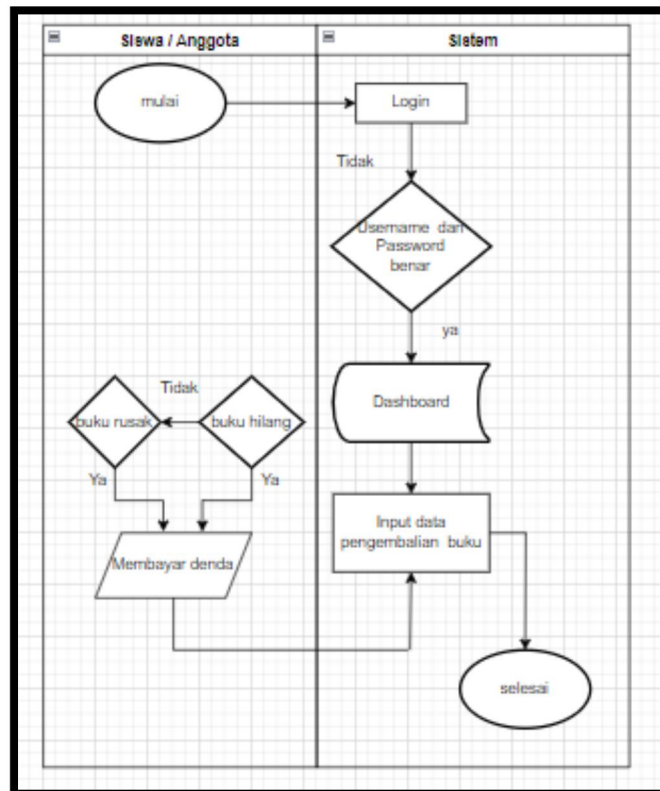 Siswa / Anggota
Sistem
mulai
Login
Tidak
Username dan
Password
benar
ya
Dashboard
Tidak
buku rusak
buku hilang
Ya
Ya
Membayar denda
Input data
pengembalian buku
selesai